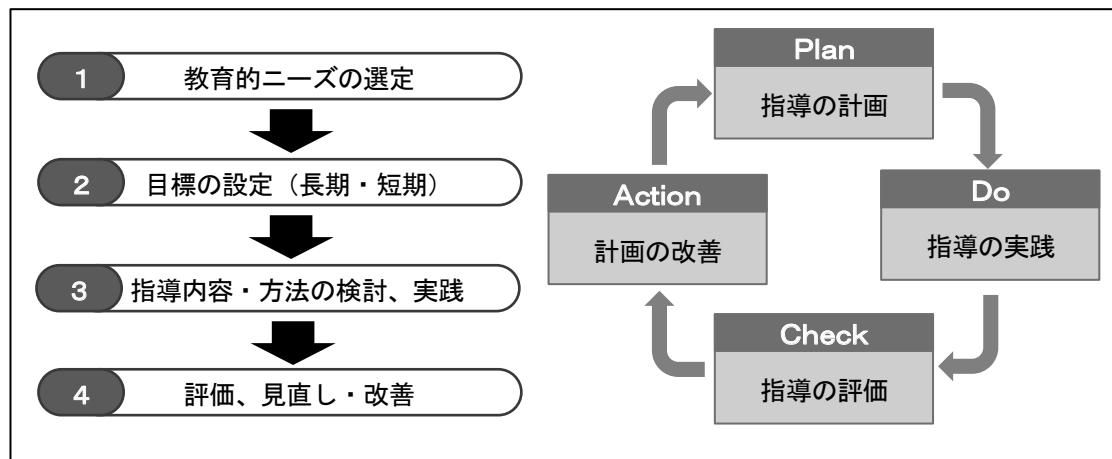 1 教育的ニーズの選定
2 目標の設定（長期・短期）
3 指導内容・方法の検討、実践
4 評価、見直し・改善
Plan
指導の計画
Do
指導の実践
Check
指導の評価
Action
計画の改善